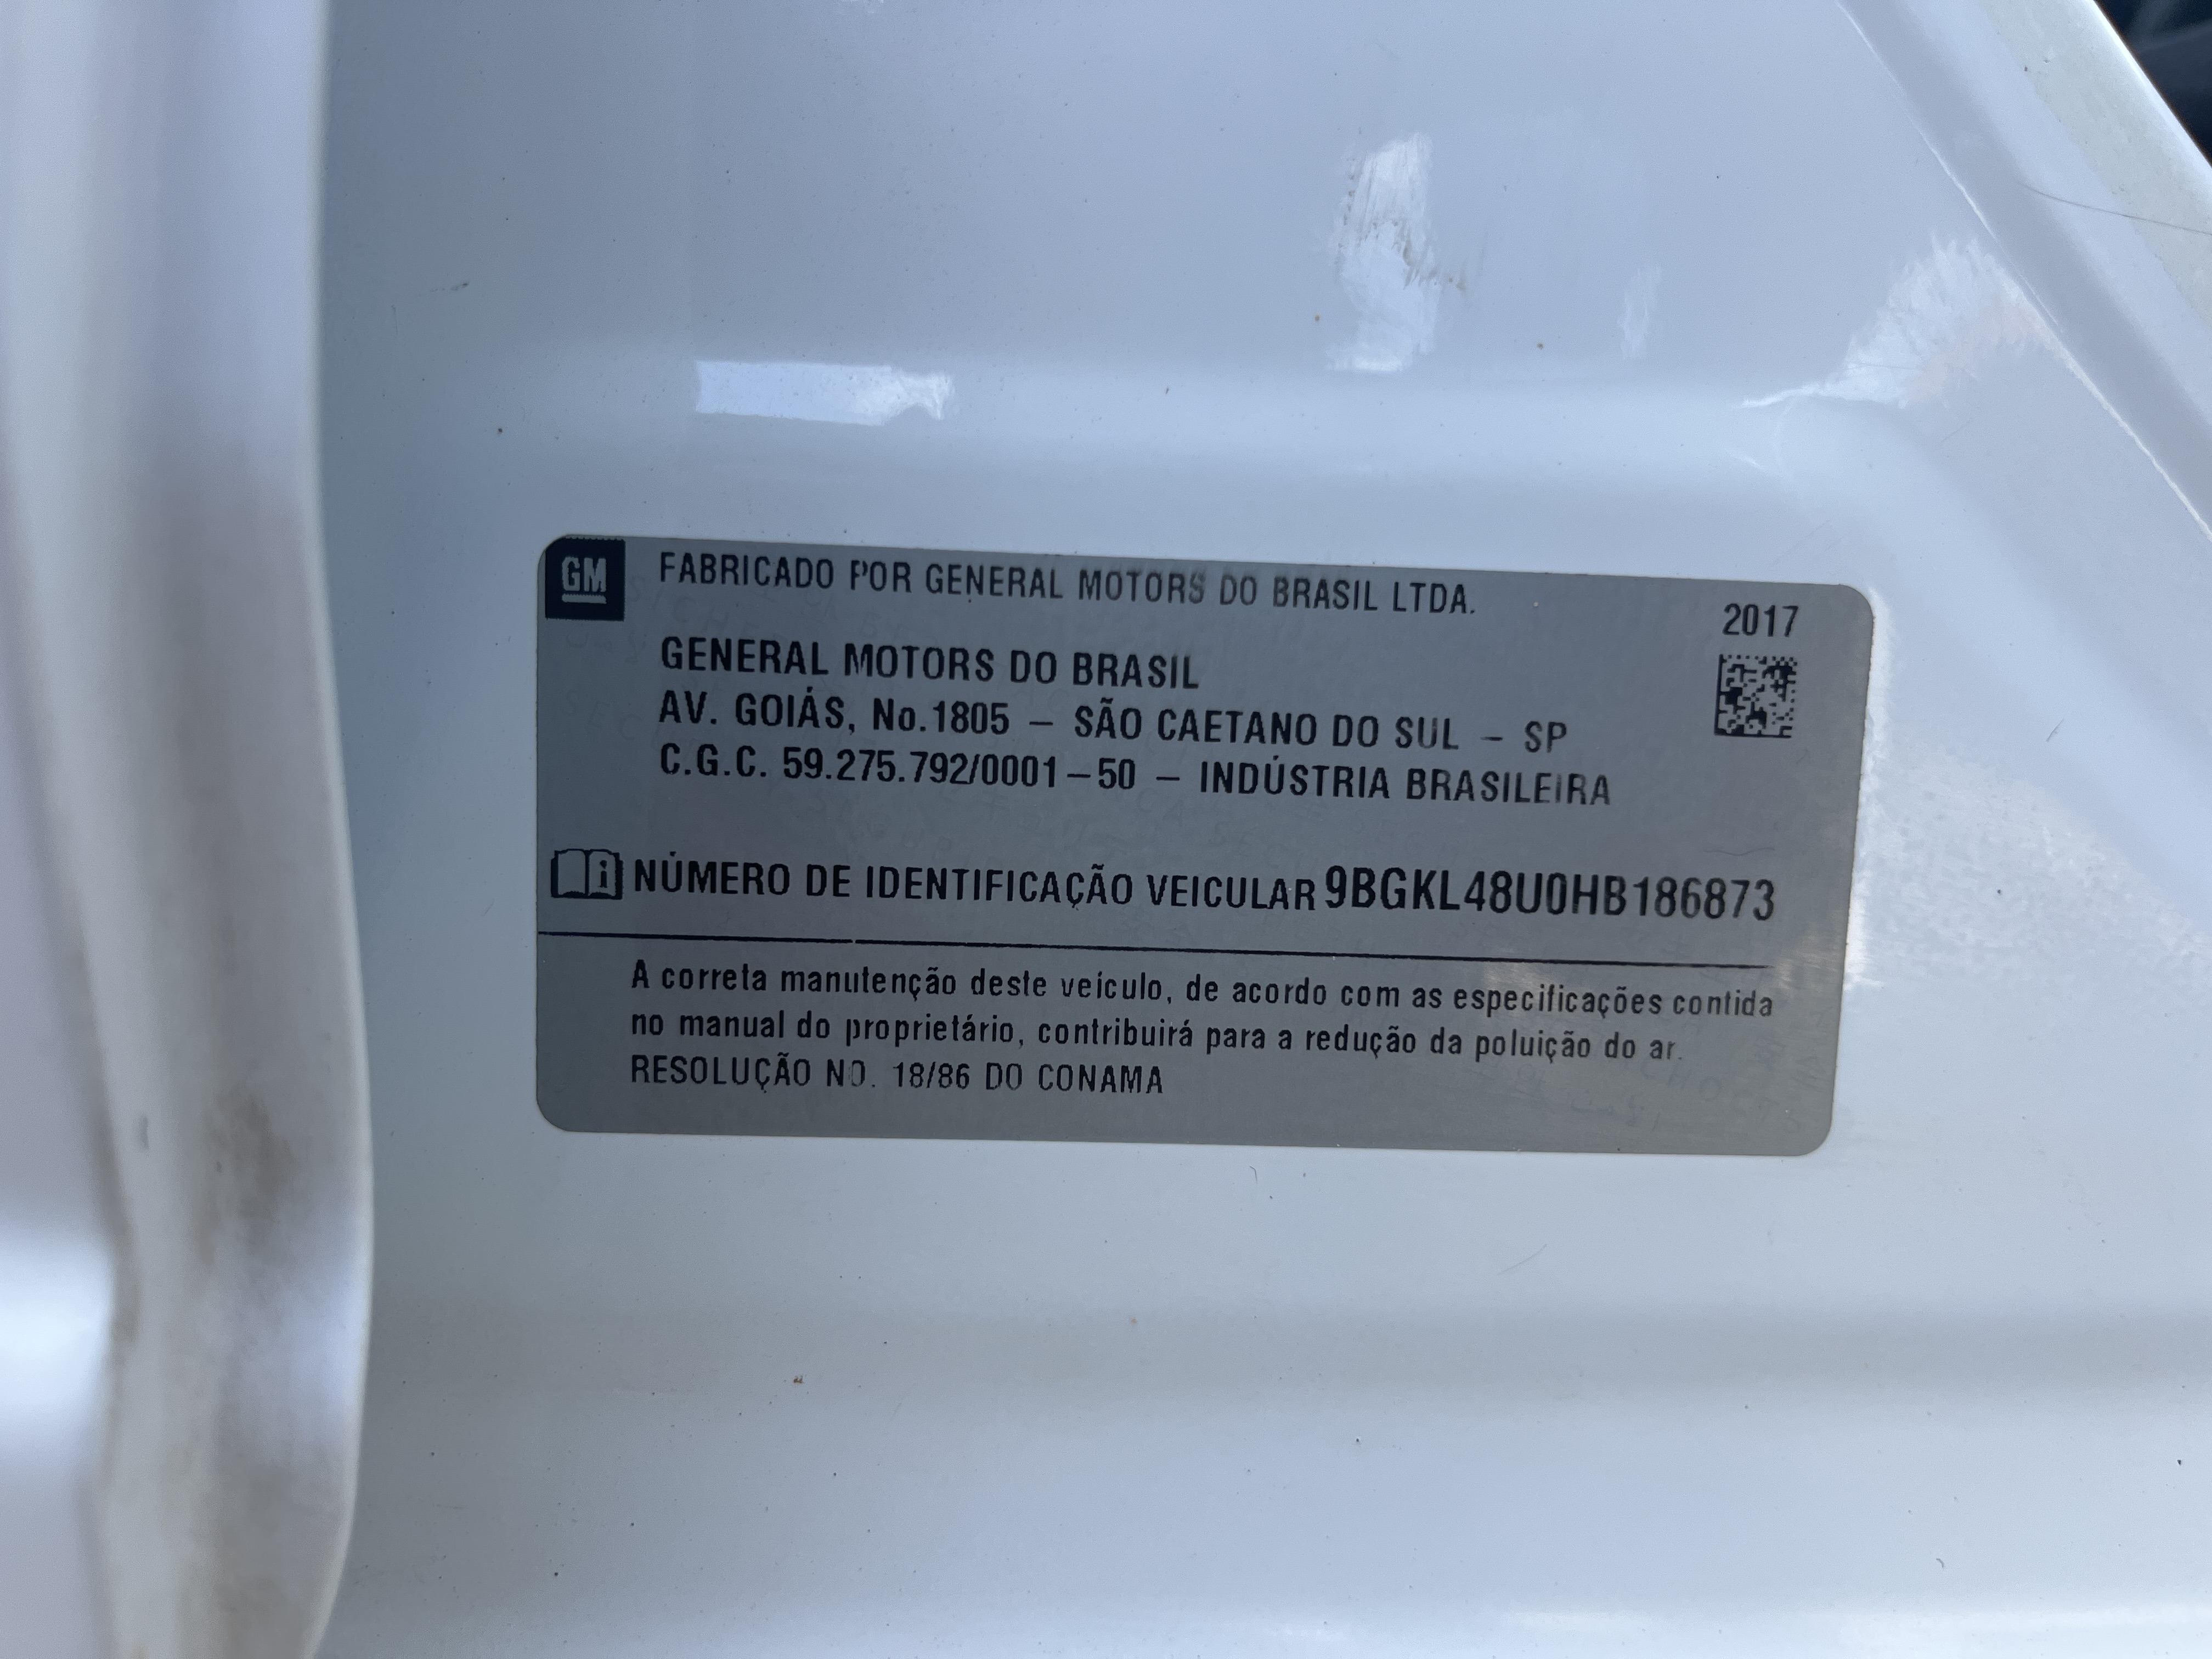 GM
FABRICADO POR GENERAL MOTORS DO BRASIL LTDA.
2017
GENERAL MOTORS DO BRASIL
AV. GOIÁS, No.1805 – SÃO CAETANO DO SUL – SP
C.G.C. 59.275.792/0001–50 – INDÚSTRIA BRASILEIRA
NÚMERO DE IDENTIFICAÇÃO VEICULAR 9BGKL48U0HB186873
A correta manutenção deste veículo, de acordo com as especificações contida
no manual do proprietário, contribuirá para a redução da poluição do ar.
RESOLUÇÃO NO. 18/86 DO CONAMA